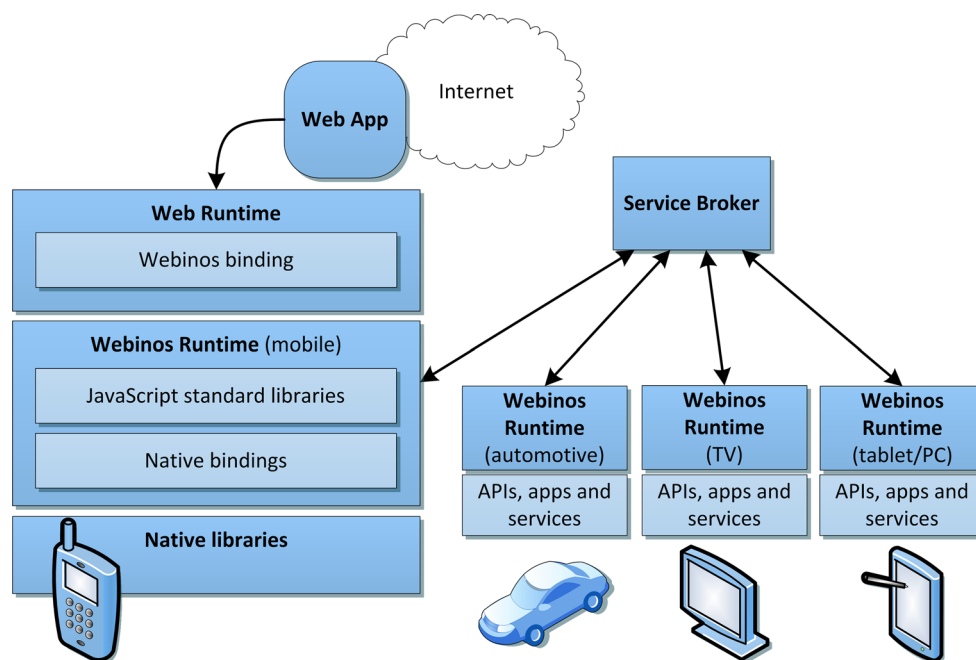 Internet
Web App
Web Runtime
Webinos binding
Webinos Runtime (mobile)
JavaScript standard libraries
Native bindings
Native libraries
Service Broker
Webinos
Runtime
(automotive)
APIs, apps and
services
Webinos
Runtime
(TV)
APIs, apps and
services
Webinos
Runtime
(tablet/PC)
APIs, apps and
services